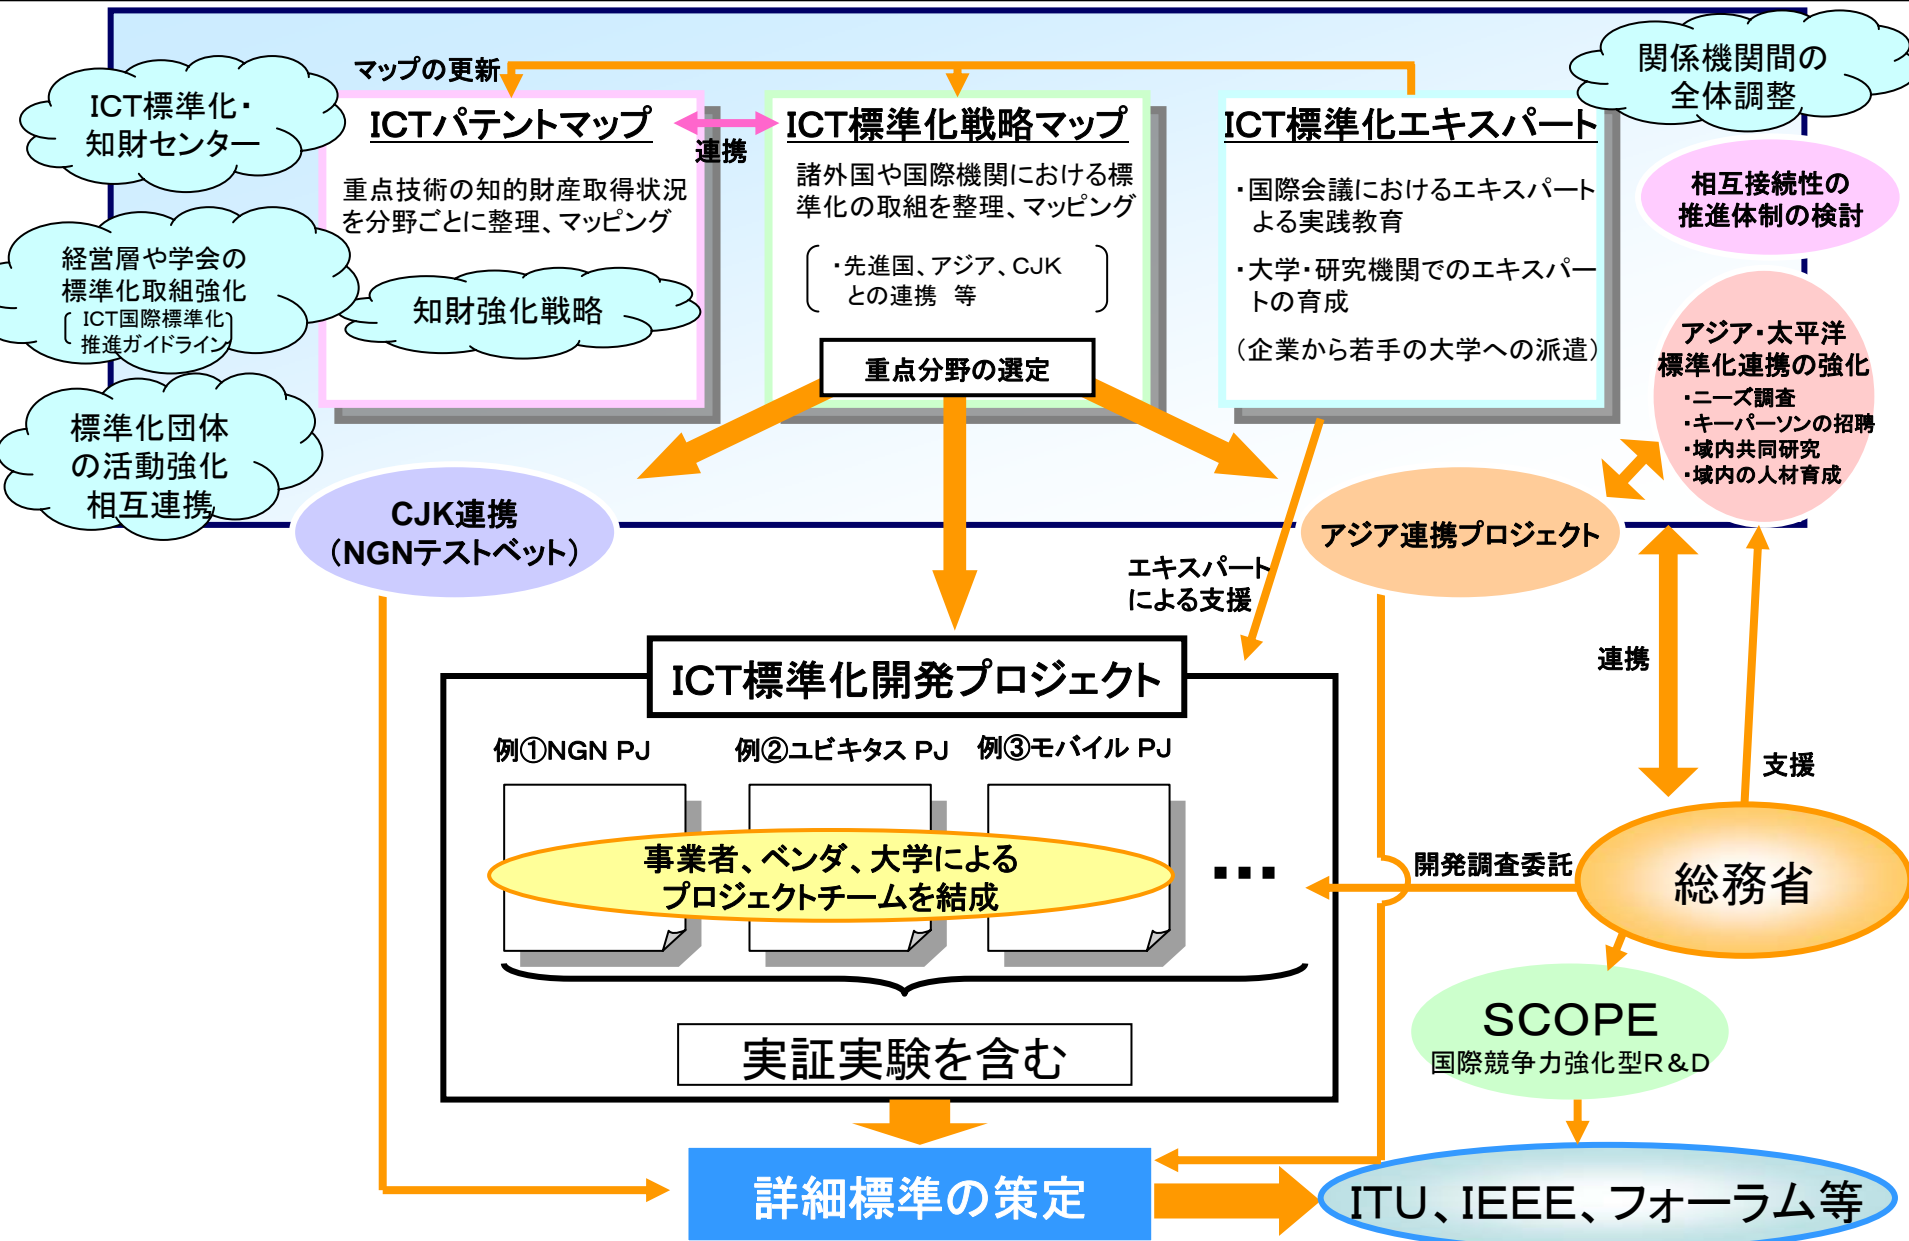 マップの更新
ICT標準化・
知財センター
ICTパテントマップ
重点技術の知的財産取得状況
を分野ごとに整理、マッピング
連携
ICT標準化戦略マップ
諸外国や国際機関における標
準化の取組を整理、マッピング
・先進国、アジア、CJK
との連携 等
ICT標準化エキスパート
・国際会議におけるエキスパート
よる実践教育
・大学・研究機関でのエキスパー
トの育成
（企業から若手の大学への派遣）
関係機関間の
全体調整
相互接続性の
推進体制の検討
経営層や学会の
標準化取組強化
ICT国際標準化
推進ガイドライン
知財強化戦略
重点分野の選定
アジア・太平洋
標準化連携の強化
・ニーズ調査
・キーパーソンの招聘
・域内共同研究
・域内の人材育成
標準化団体
の活動強化
相互連携
CJK連携
（NGNテストベット）
アジア連携プロジェクト
エキスパート
による支援
連携
支援
ICT標準化開発プロジェクト
例①NGN PJ
例②ユビキタス PJ
例③モバイル PJ
事業者、ベンダ、大学による
プロジェクトチームを結成
…
開発調査委託
総務省
SCOPE
国際競争力強化型R＆D
実証実験を含む
詳細標準の策定
ITU、IEEE、フォーラム等